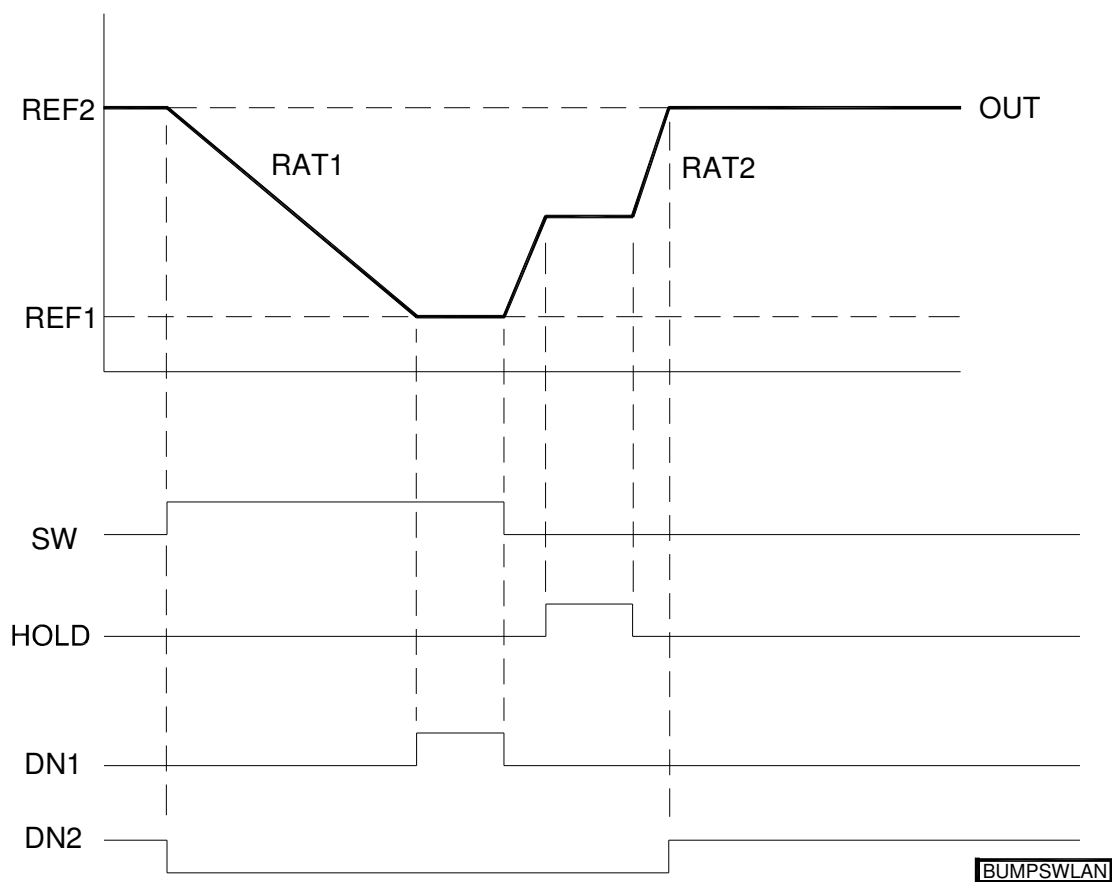 REF2
OUT
RAT1
RAT2
REF1
SW
HOLD
DN1
DN2
BUMPSWLAN